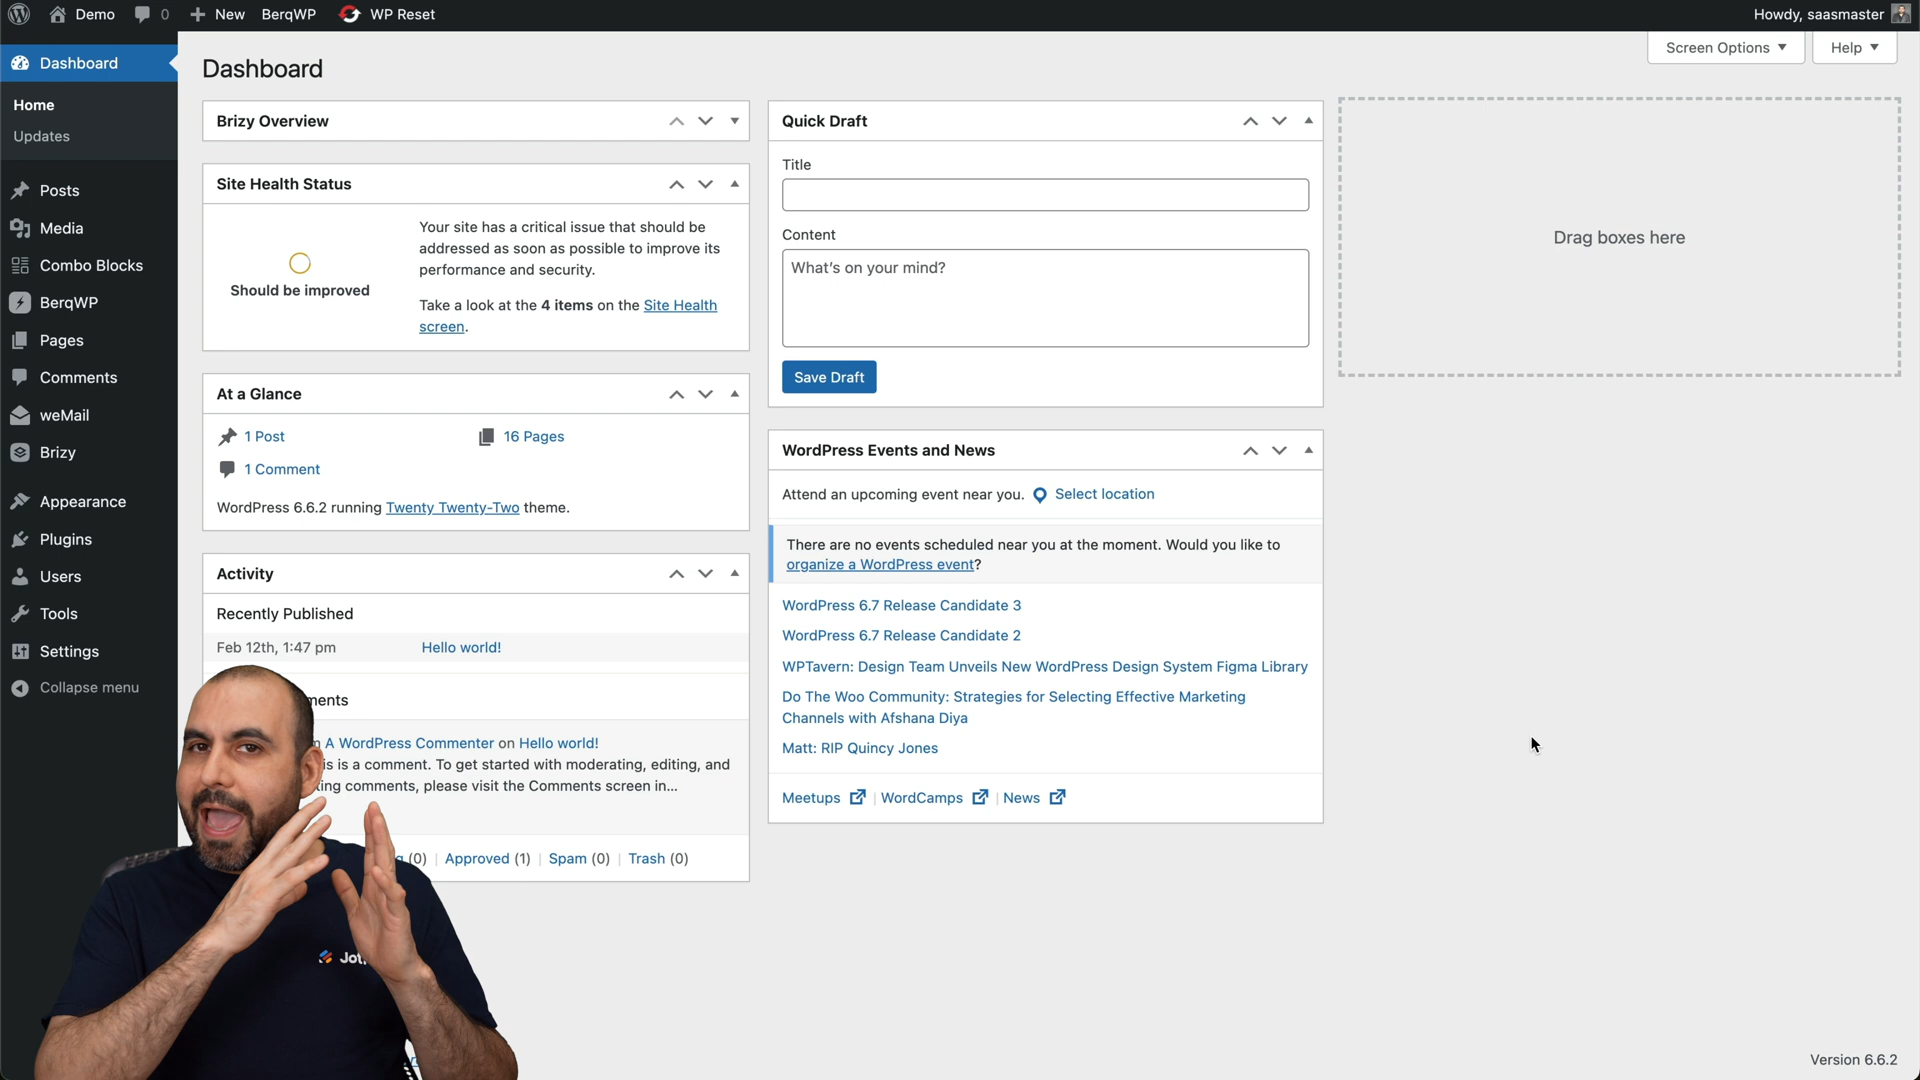 Demo
0
New
BerqWP
WP Reset
Howdy, saasmaster
Dashboard
Home
Updates
Posts
Media
Combo Blocks
BerqWP
Pages
Comments
weMail
Brizy
Appearance
Plugins
Users
Tools
Settings
Collapse menu
Screen Options
Help
Dashboard
Brizy Overview
Site Health Status
Should be improved
Your site has a critical issue that should be
addressed as soon as possible to improve its
performance and security.
Take a look at the 4 items on the Site Health
screen.
At a Glance
1 Post
16 Pages
1 Comment
WordPress 6.6.2 running Twenty Twenty-Two theme.
Activity
Recently Published
Feb 12th, 1:47 pm
Hello world!
ments
A WordPress Commenter on Hello world!
is is a comment. To get started with moderating, editing, and
ting comments, please visit the Comments screen in...
(0) | Approved (1) | Spam (0) | Trash (0)
Quick Draft
Title
Content
What's on your mind?
Save Draft
WordPress Events and News
Attend an upcoming event near you.
Select location
There are no events scheduled near you at the moment. Would you like to
organize a WordPress event?
WordPress 6.7 Release Candidate 3
WordPress 6.7 Release Candidate 2
WPTavern: Design Team Unveils New WordPress Design System Figma Library
Do The Woo Community: Strategies for Selecting Effective Marketing
Channels with Afshana Diya
Matt: RIP Quincy Jones
Meetups | WordCamps | News
Drag boxes here
Jot
Version 6.6.2